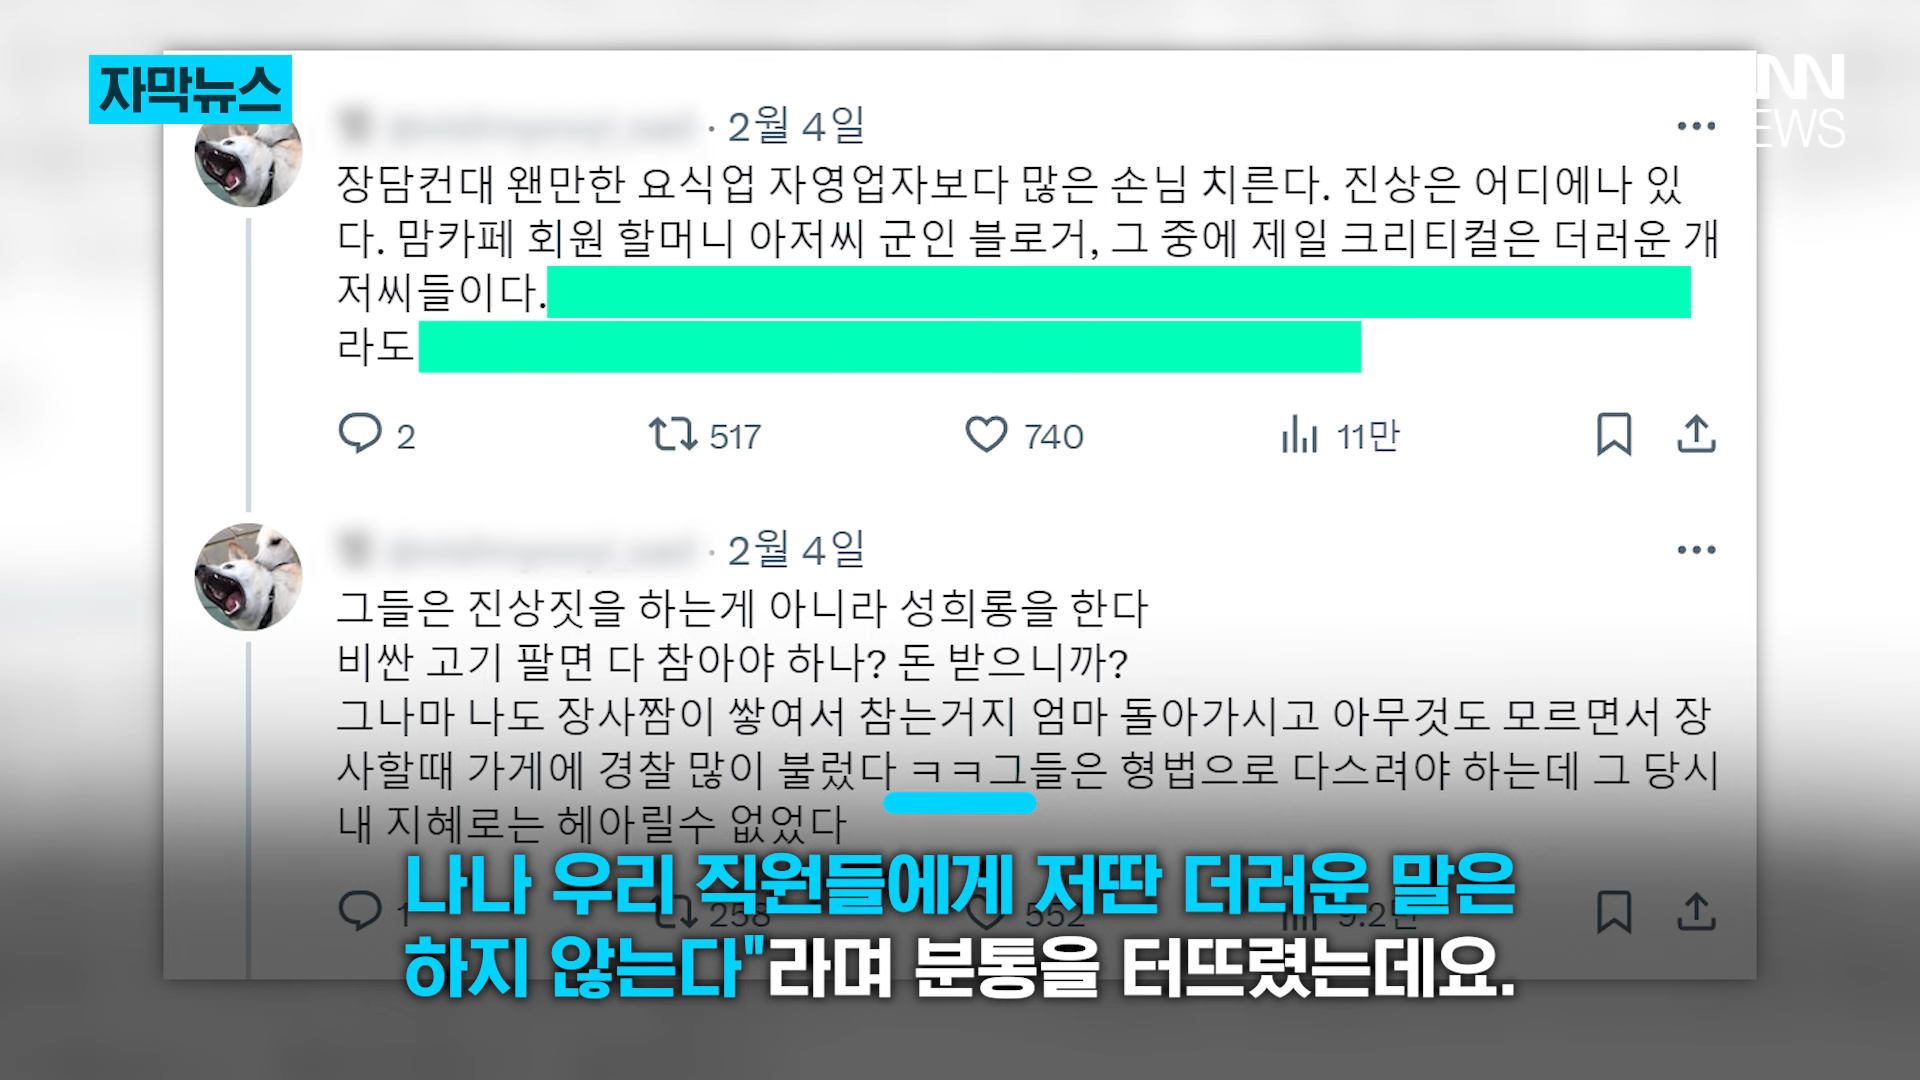 자막뉴스
NN
EWS
· 2월 4일
장담컨대 왠만한 요식업 자영업자보다 많은 손님 치른다. 진상은 어디에나 있
다. 맘카페 회원 할머니 아저씨 군인 블로거, 그 중에 제일 크리티컬은 더러운 개
저씨들이다.
라도
2 517 740 11만
· 2월 4일
그들은 진상짓을 하는게 아니라 성희롱을 한다
비싼 고기 팔면 다 참아야 하나? 돈 받으니까?
그나마 나도 장사짬이 쌓여서 참는거지 엄마 돌아가시고 아무것도 모르면서 장
사할때 가게에 경찰 많이 불렀다 ㅋㅋ그들은 형법으로 다스려야 하는데 그 당시
내 지혜로는 헤아릴수 없었다
1 258 552 9.2만
나나 우리 직원들에게 저딴 더러운 말은
하지 않는다"라며 분통을 터뜨렸는데요.